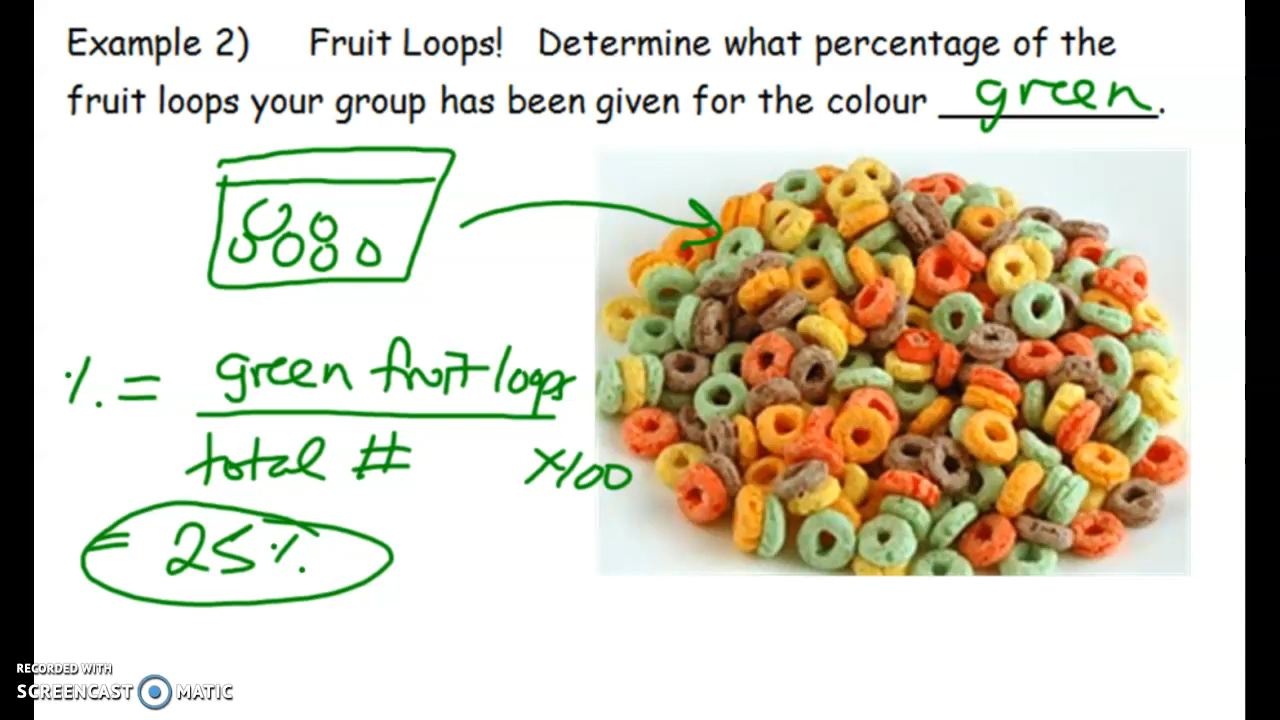 Example 2) Fruit Loops! Determine what percentage of the
fruit loops your group has been given for the colour green.
% = green fruit loops
total # x100
= 25%
RECORDED WITH
SCREENCAST MATIC